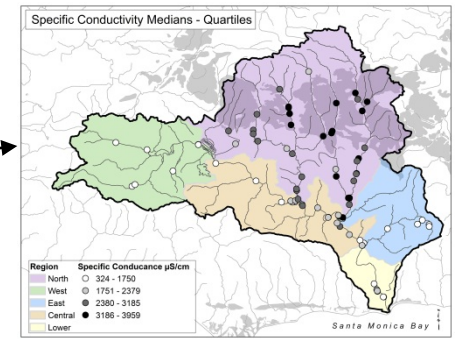 Specific Conductivity Medians - Quartiles
Region Specific Conducance µS/cm
North 324 - 1750
West 1751 - 2379
East 2380 - 3185
Central 3186 - 3959
Lower
Santa Monica Bay